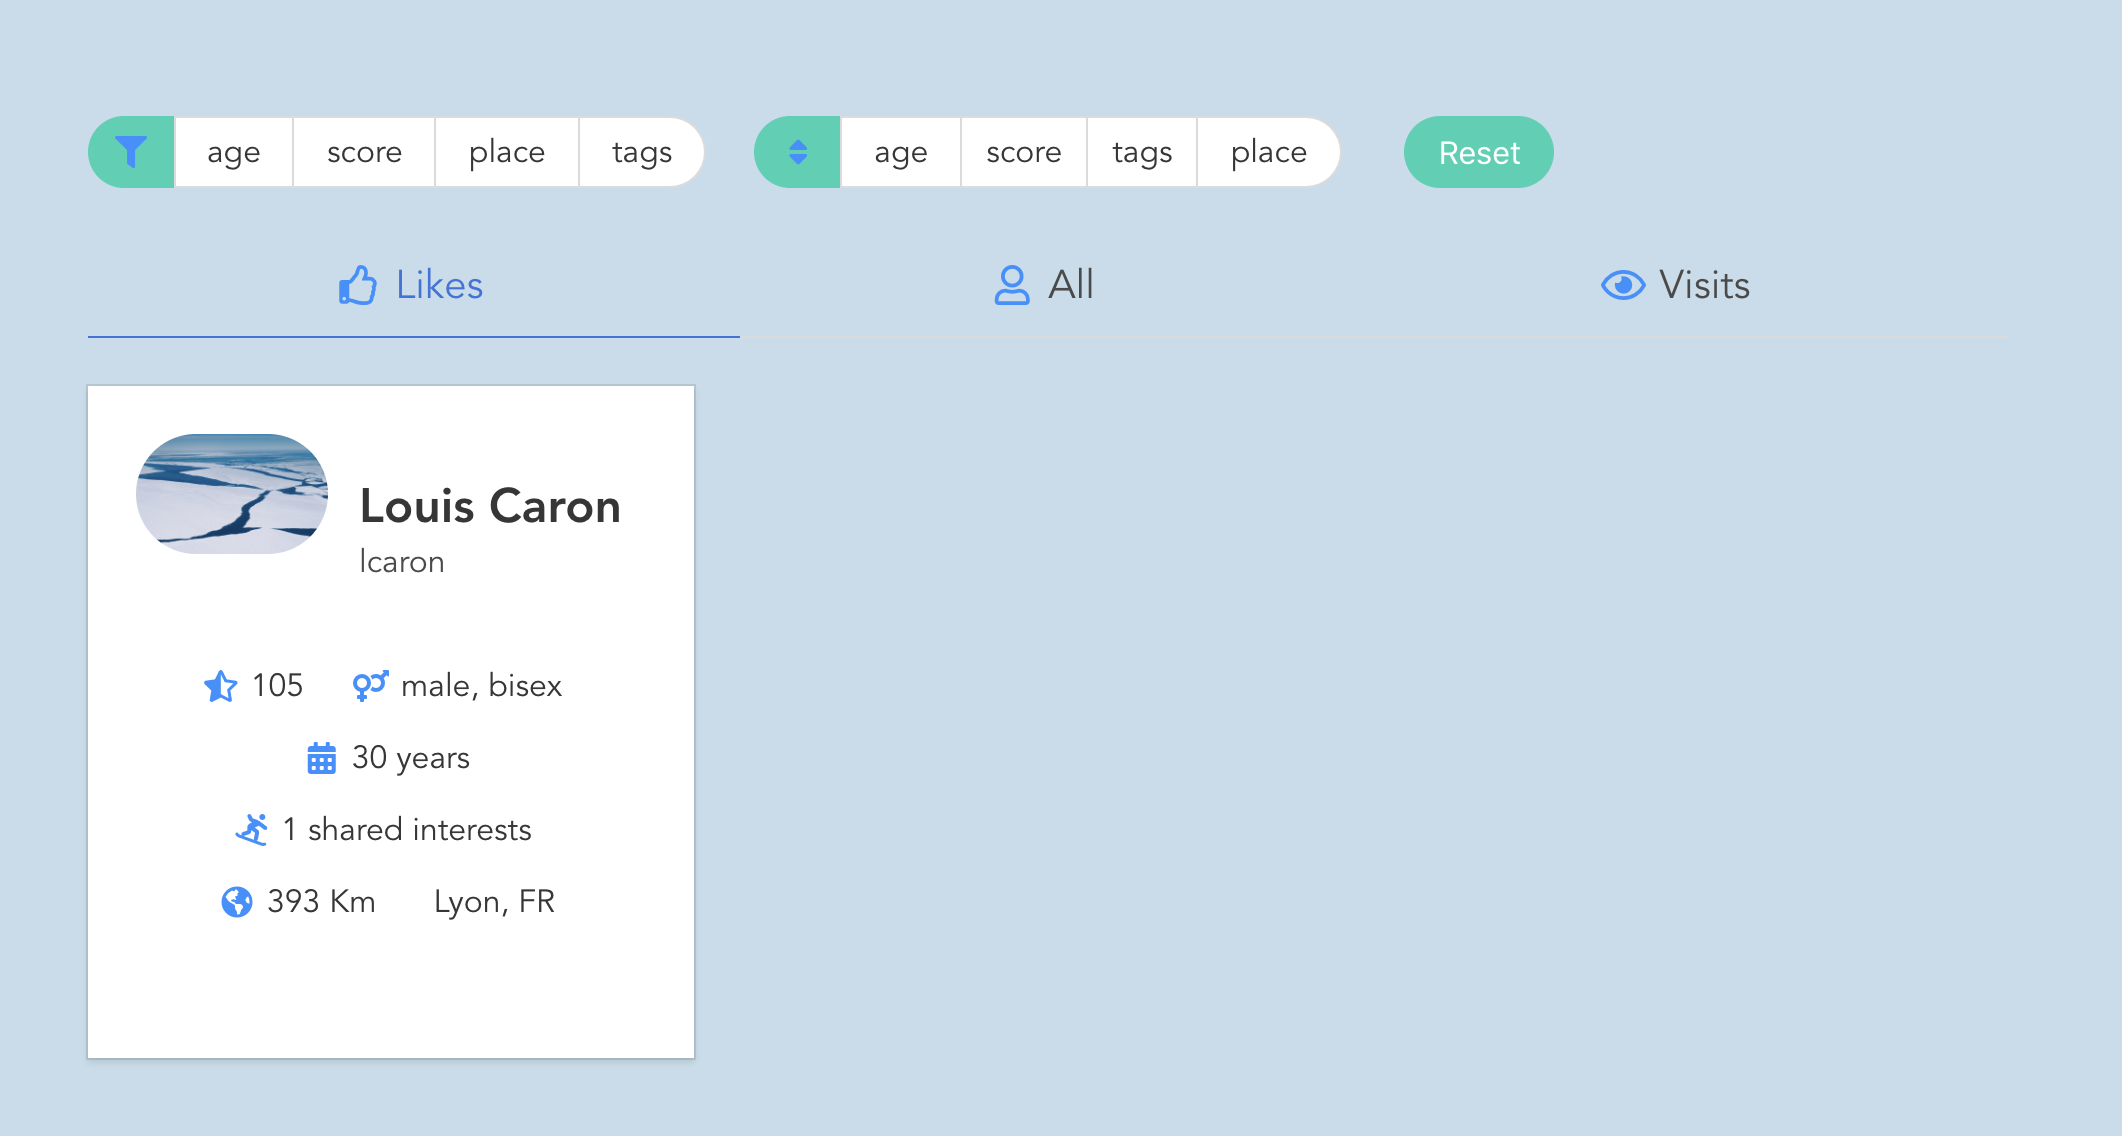 age score place tags age score tags place Reset
Likes All Visits
Louis Caron
lcaron
105 male, bisex
30 years
1 shared interests
393 Km Lyon, FR